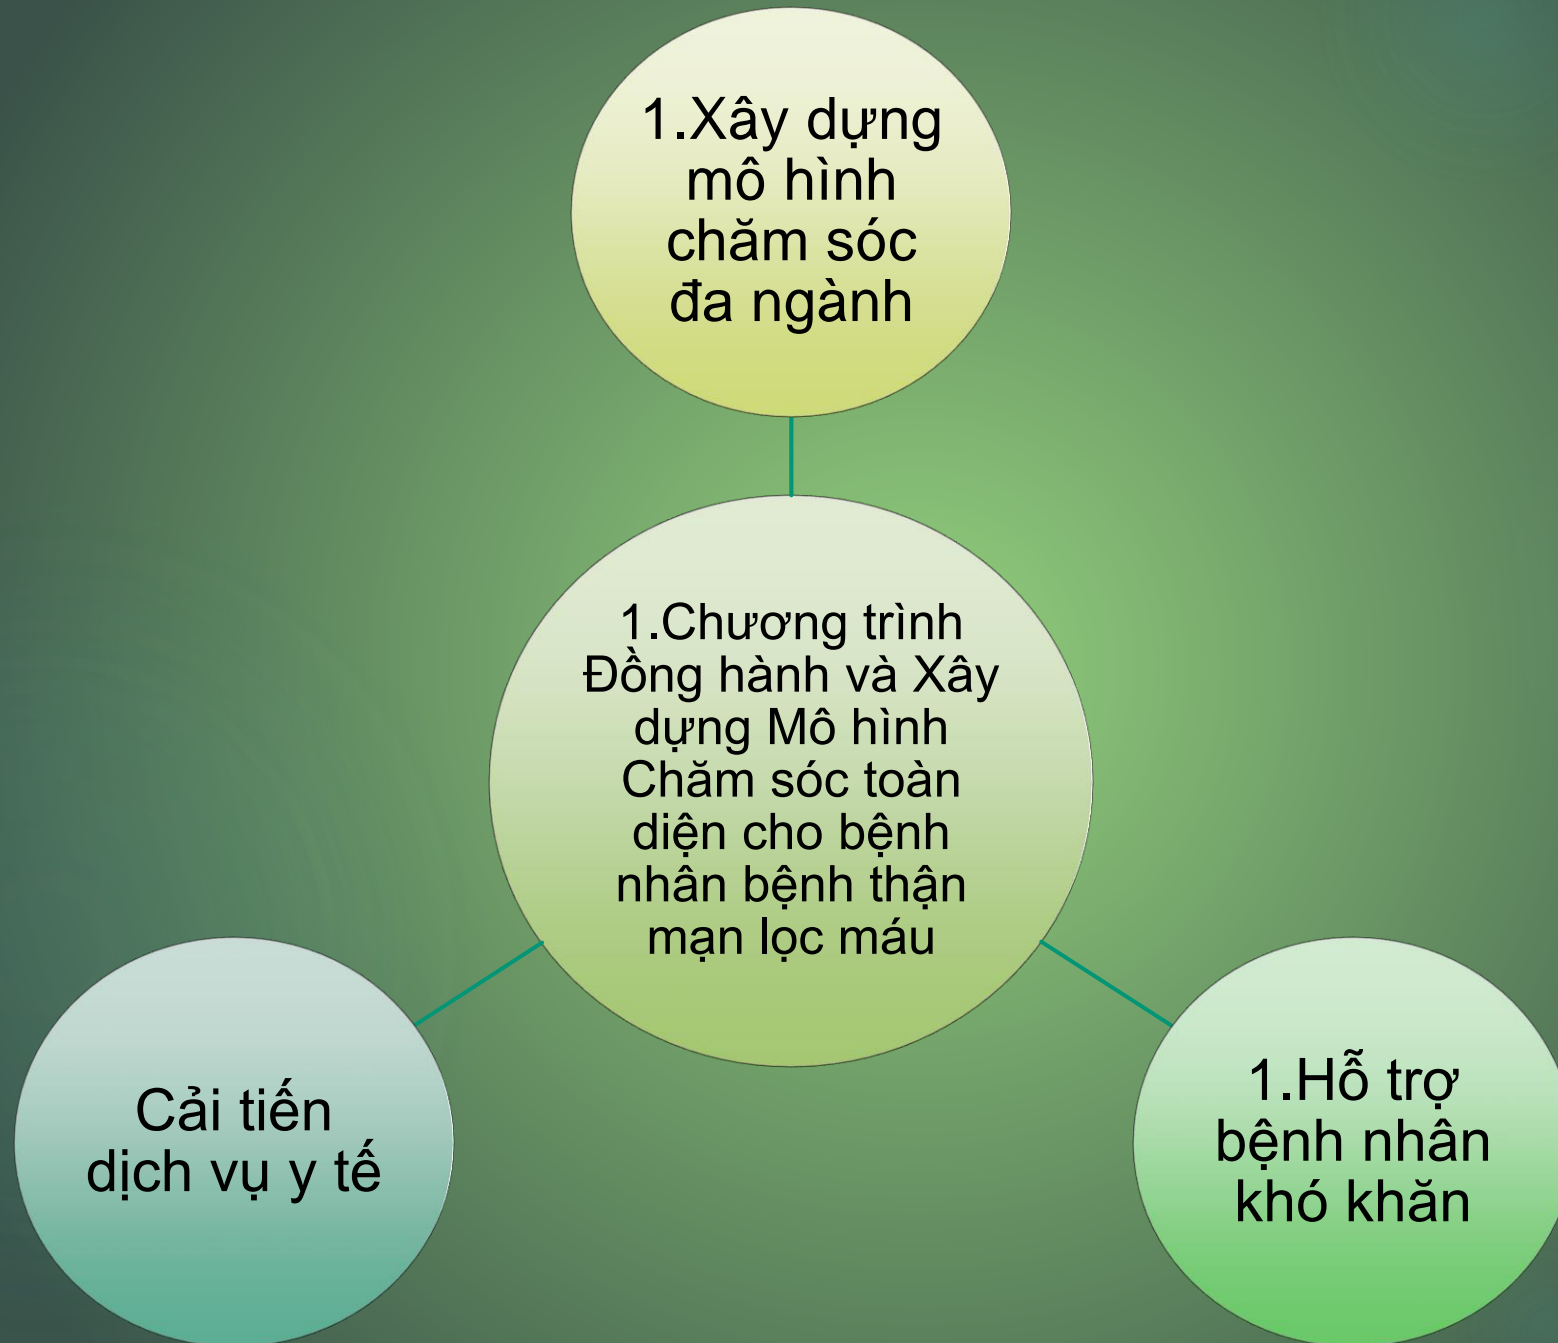 1.Xây dựng
mô hình
chăm sóc
đa ngành
1.Chương trình
Đồng hành và Xây
dựng Mô hình
Chăm sóc toàn
diện cho bệnh
nhân bệnh thận
mạn lọc máu
Cải tiến
dịch vụ y tế
1.Hỗ trợ
bệnh nhân
khó khăn